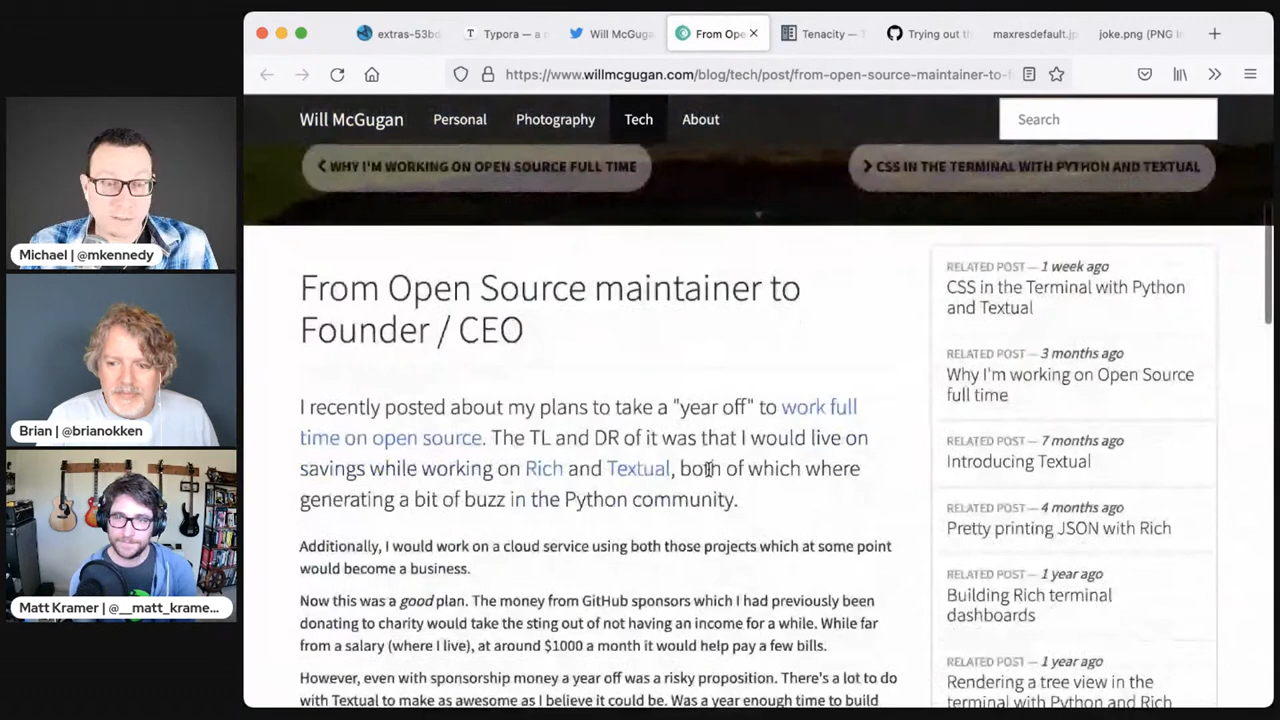 extras-53bd
Typora — a n
Will McGuga
From Ope
Tenacity —
Trying out th
maxresdefault.jp
joke.png (PNG In
https://www.willmcgugan.com/blog/tech/post/from-open-source-maintainer-to-f
Will McGugan
Personal
Photography
Tech
About
Search
WHY I'M WORKING ON OPEN SOURCE FULL TIME
CSS IN THE TERMINAL WITH PYTHON AND TEXTUAL
From Open Source maintainer to
Founder / CEO
I recently posted about my plans to take a "year off" to work full
time on open source. The TL and DR of it was that I would live on
savings while working on Rich and Textual, both of which where
generating a bit of buzz in the Python community.
Additionally, I would work on a cloud service using both those projects which at some point
would become a business.
Now this was a good plan. The money from GitHub sponsors which I had previously been
donating to charity would take the sting out of not having an income for a while. While far
from a salary (where I live), at around $1000 a month it would help pay a few bills.
However, even with sponsorship money a year off was a risky proposition. There's a lot to do
with Textual to make as awesome as I believe it could be. Was a year enough time to build
RELATED POST — 1 week ago
CSS in the Terminal with Python
and Textual
RELATED POST — 3 months ago
Why I'm working on Open Source
full time
RELATED POST — 7 months ago
Introducing Textual
RELATED POST — 4 months ago
Pretty printing JSON with Rich
RELATED POST — 1 year ago
Building Rich terminal
dashboards
RELATED POST — 1 year ago
Rendering a tree view in the
terminal with Python and Rich
Michael | @mkennedy
Brian | @brianokken
Matt Kramer | @__matt_krame...